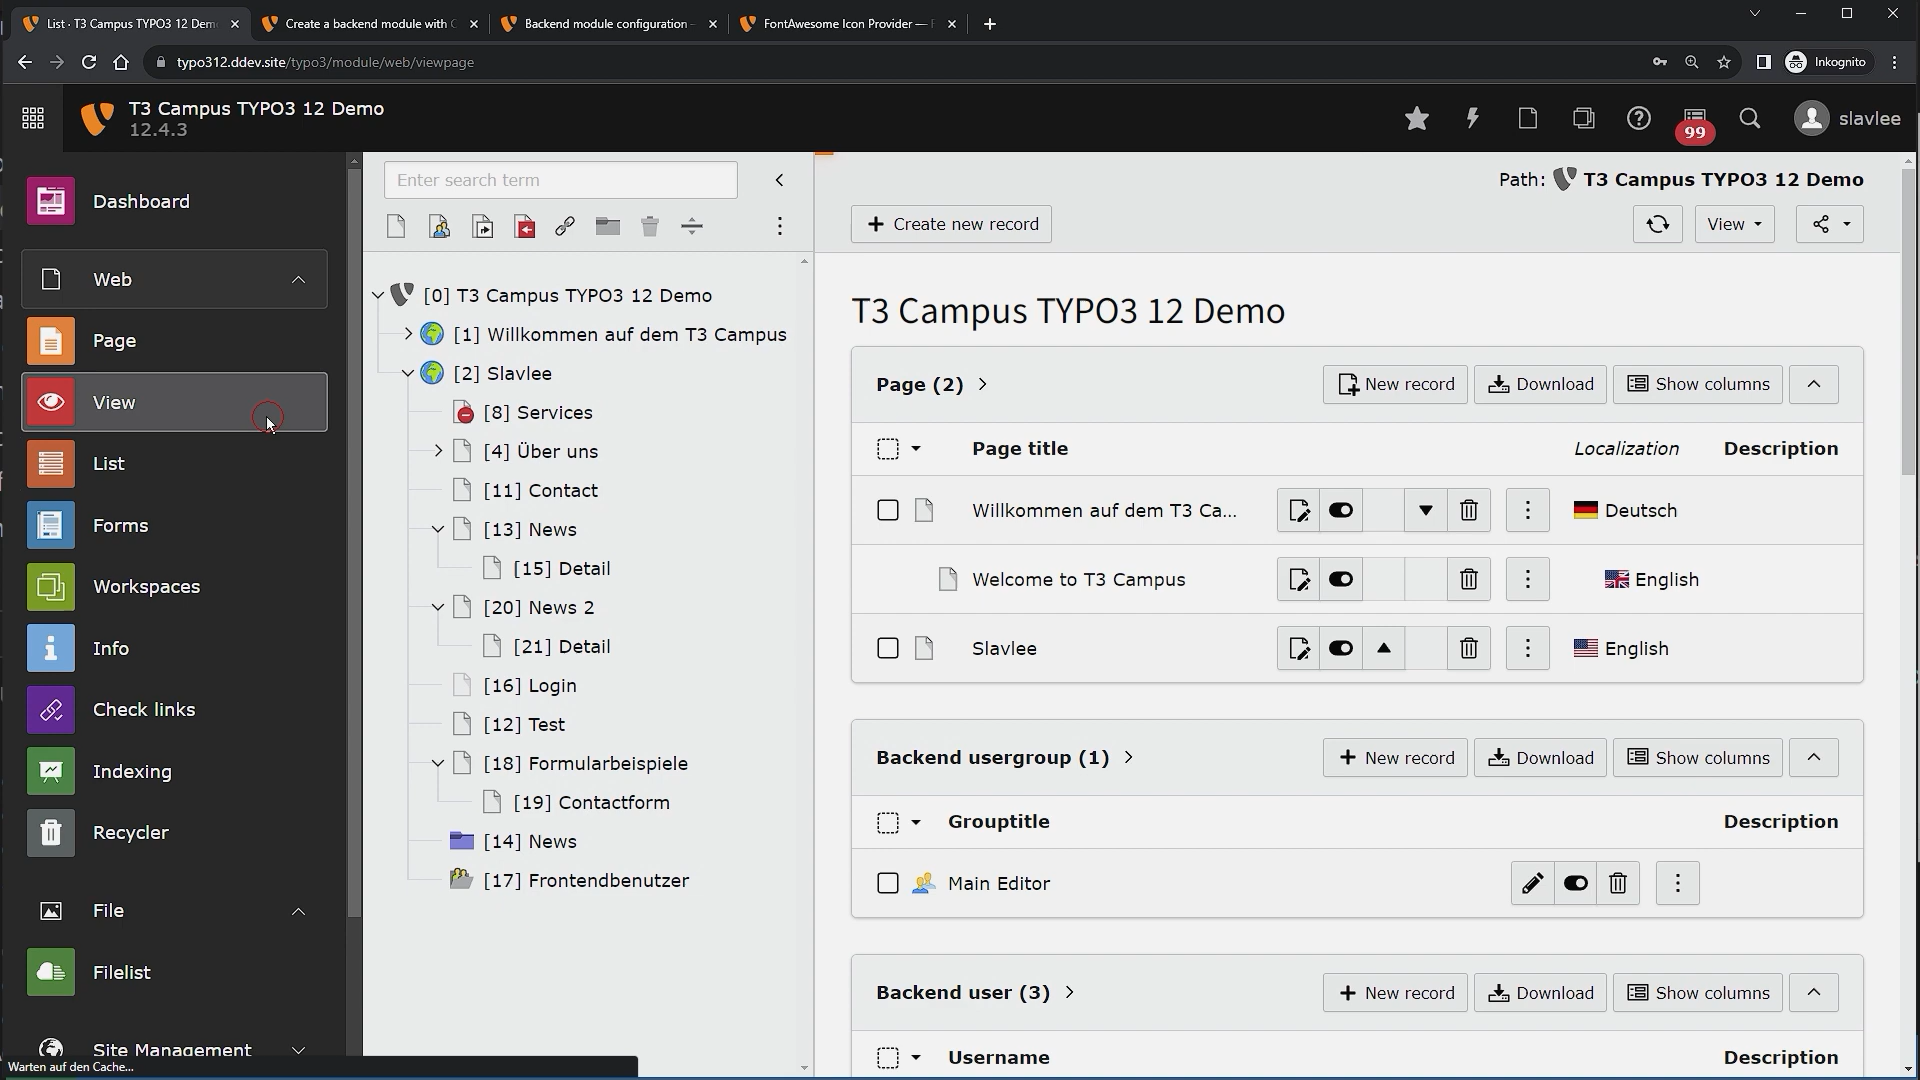 List · T3 Campus TYPO3 12 Dem
Create a backend module with
Backend module configuration
FontAwesome Icon Provider —
typo312.ddev.site/typo3/module/web/viewpage
Inkognito
T3 Campus TYPO3 12 Demo
12.4.3
99
slavlee
Dashboard
Web
Page
View
List
Forms
Workspaces
Info
Check links
Indexing
Recycler
File
Filelist
Site Management
Warten auf den Cache...
Enter search term
[0] T3 Campus TYPO3 12 Demo
[1] Willkommen auf dem T3 Campus
[2] Slavlee
[8] Services
[4] Über uns
[11] Contact
[13] News
[15] Detail
[20] News 2
[21] Detail
[16] Login
[12] Test
[18] Formularbeispiele
[19] Contactform
[14] News
[17] Frontendbenutzer
Path: T3 Campus TYPO3 12 Demo
Create new record
View
T3 Campus TYPO3 12 Demo
Page (2)
New record
Download
Show columns
Page title
Localization
Description
Willkommen auf dem T3 Ca...
Deutsch
Welcome to T3 Campus
English
Slavlee
English
Backend usergroup (1)
New record
Download
Show columns
Grouptitle
Description
Main Editor
Backend user (3)
New record
Download
Show columns
Username
Description